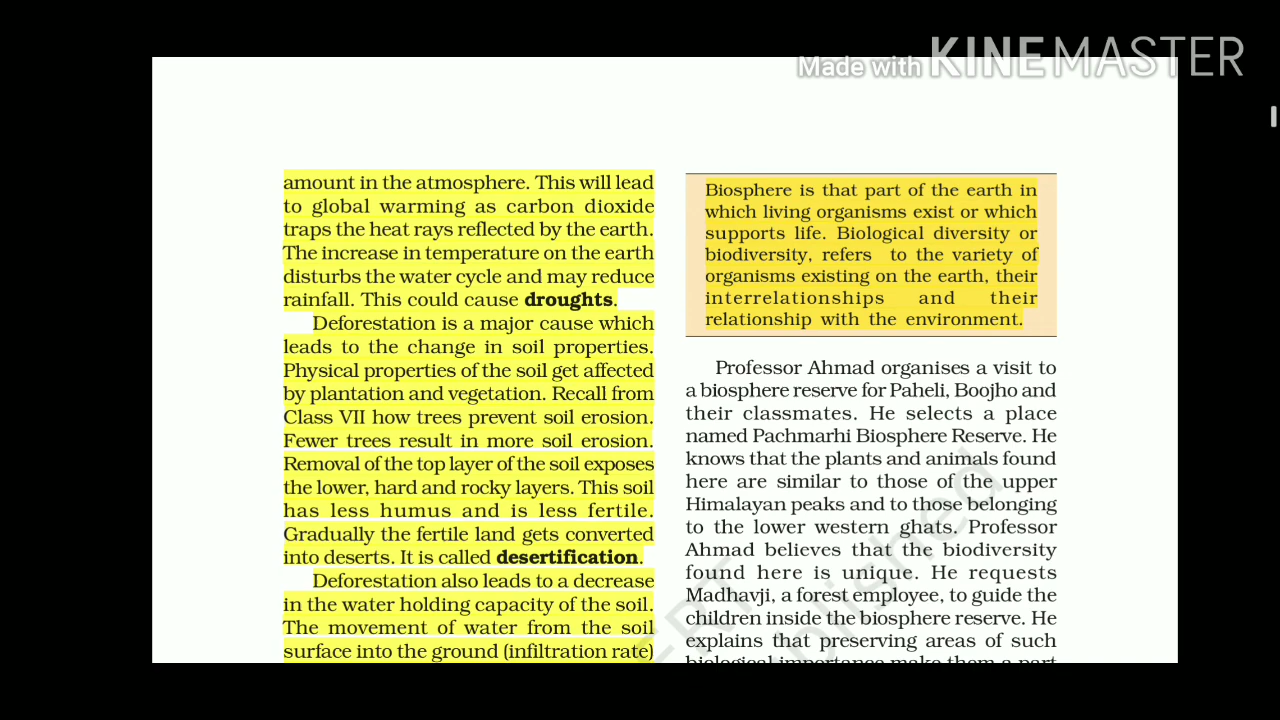 Made with KINEMASTER
amount in the atmosphere. This will lead
to global warming as carbon dioxide
traps the heat rays reflected by the earth.
The increase in temperature on the earth
disturbs the water cycle and may reduce
rainfall. This could cause droughts.
Deforestation is a major cause which
leads to the change in soil properties.
Physical properties of the soil get affected
by plantation and vegetation. Recall from
Class VII how trees prevent soil erosion.
Fewer trees result in more soil erosion.
Removal of the top layer of the soil exposes
the lower, hard and rocky layers. This soil
has less humus and is less fertile.
Gradually the fertile land gets converted
into deserts. It is called desertification.
Deforestation also leads to a decrease
in the water holding capacity of the soil.
The movement of water from the soil
surface into the ground (infiltration rate)
Biosphere is that part of the earth in
which living organisms exist or which
supports life. Biological diversity or
biodiversity, refers to the variety of
organisms existing on the earth, their
interrelationships and their
relationship with the environment.
Professor Ahmad organises a visit to
a biosphere reserve for Paheli, Boojho and
their classmates. He selects a place
named Pachmarhi Biosphere Reserve. He
knows that the plants and animals found
here are similar to those of the upper
Himalayan peaks and to those belonging
to the lower western ghats. Professor
Ahmad believes that the biodiversity
found here is unique. He requests
Madhavji, a forest employee, to guide the
children inside the biosphere reserve. He
explains that preserving areas of such
biological importance make them a part